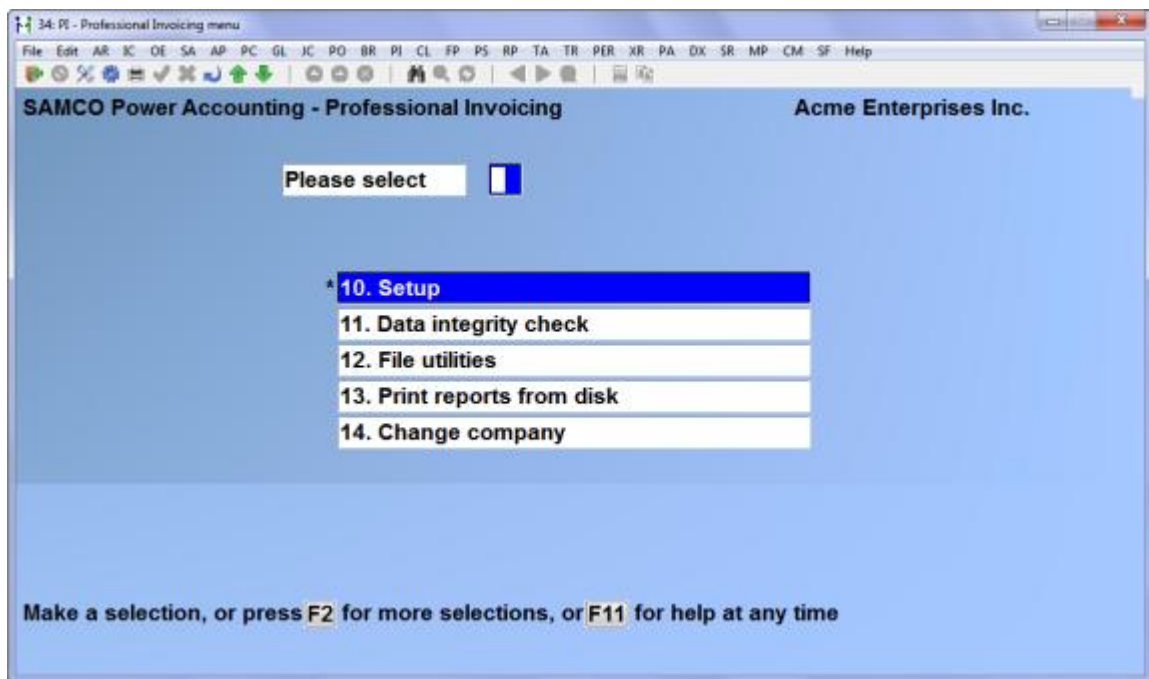 34: PI - Professional Invoicing menu
File Edit AR IC OE SA AP PC GL JC PO BR PJ CL FP PS RP TA TR PER XR PA DX SR MP CM SF Help
SAMCO Power Accounting - Professional Invoicing Acme Enterprises Inc.
Please select
* 10. Setup
11. Data integrity check
12. File utilities
13. Print reports from disk
14. Change company
Make a selection, or press F2 for more selections, or F11 for help at any time